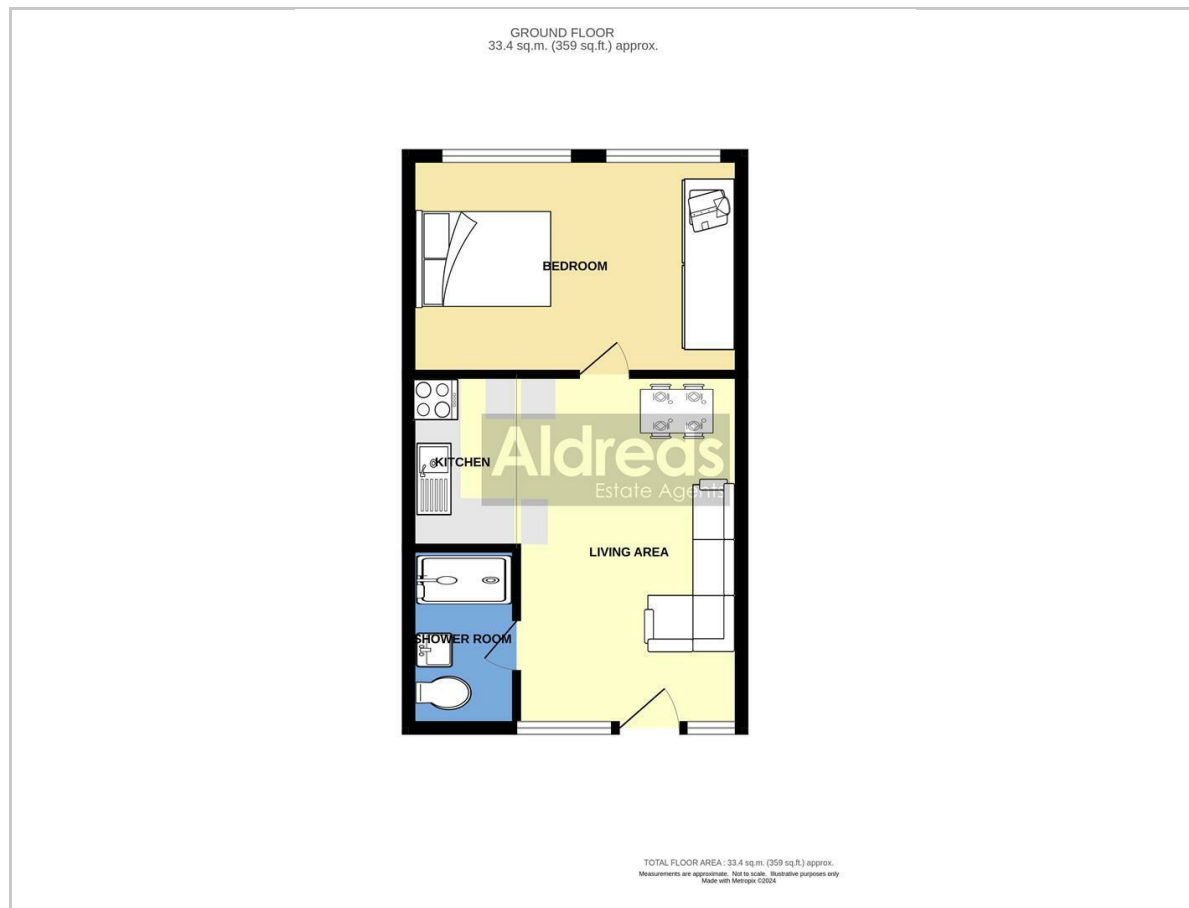 GROUND FLOOR
33.4 sq.m. (359 sq.ft.) approx.
BEDROOM
Aldreds
KITCHEN
Estate Agents
LIVING AREA
SHOWER ROOM
TOTAL FLOOR AREA : 33.4 sq.m. (359 sq.ft.) approx.
Measurements are approximate. Not to scale. Illustrative purposes only
Made with Metropix ©2024